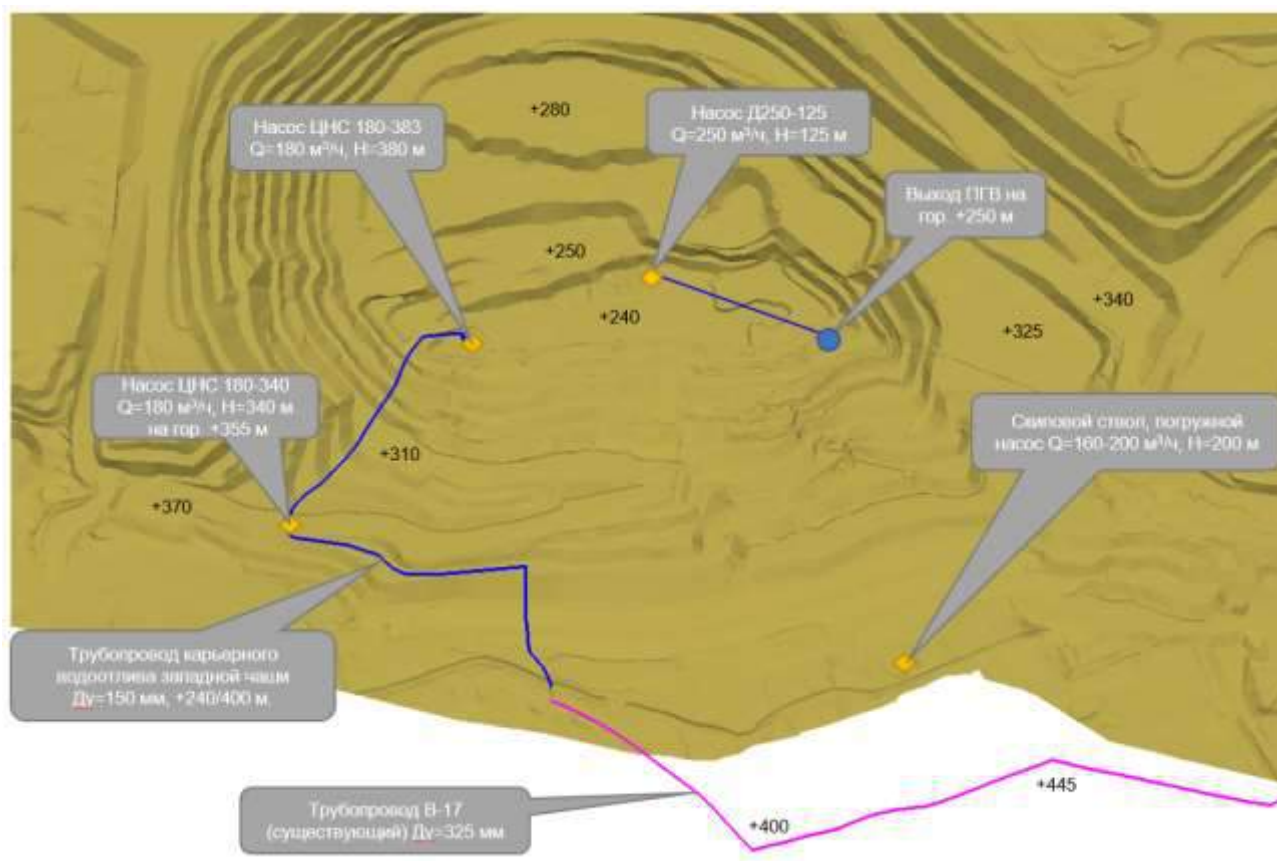 +280
Насос ЦНС 180-383
Q=180 м³/ч, H=380 м
Насос Д250-125
Q=250 м³/ч, H=125 м
Выход ПГВ на
гор. +250 м
+250
+240
+340
+325
Насос ЦНС 180-340
Q=180 м³/ч, H=340 м
на гор. +355 м
+310
+370
Скиповой ствол, погружной
насос Q=160-200 м³/ч, H=200 м
Трубопровод карьерного
водоотлива западной чаши
Ду=150 мм, +240/400 м.
Трубопровод В-17
(существующий) Ду=325 мм
+400
+445